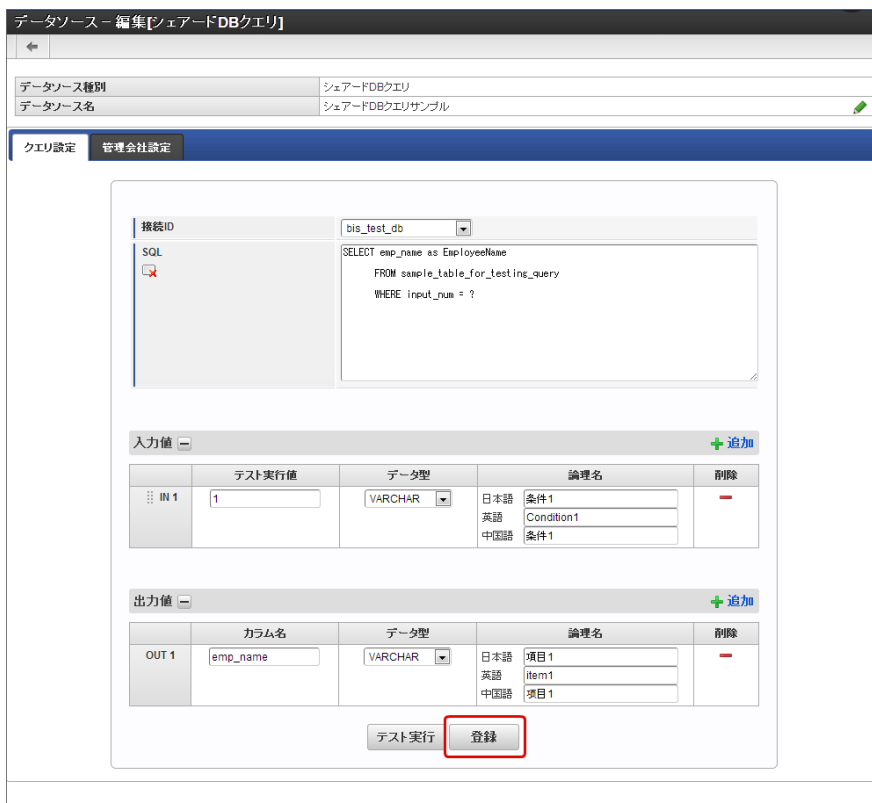 データソース − 編集[シェアードDBクエリ]
データソース種別 シェアードDBクエリ
データソース名 シェアードDBクエリサンプル
クエリ設定 管理会社設定
接続ID bis_test_db
SQL SELECT emp_name as EmployeeName
FROM sample_table_for_testing_query
WHERE input_num = ?
入力値 追加
テスト実行値 データ型 論理名 削除
IN 1 1 VARCHAR 日本語 条件1
英語 Condition1
中国語 条件1
出力値 追加
カラム名 データ型 論理名 削除
OUT 1 emp_name VARCHAR 日本語 項目1
英語 item1
中国語 项目1
テスト実行 登録